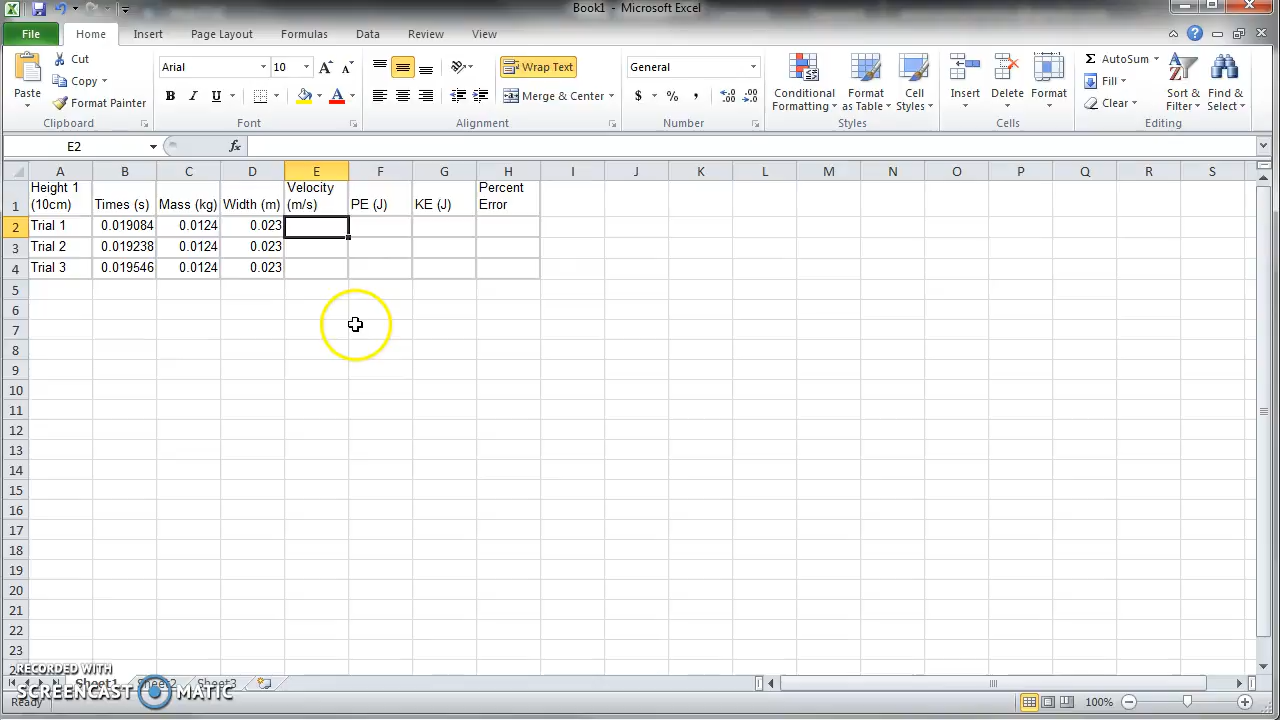 Book1 - Microsoft Excel
File Home Insert Page Layout Formulas Data Review View
Paste
Cut
Copy
Format Painter
Clipboard
Arial 10
B I U
Font
Wrap Text
Merge & Center
Alignment
General
$ % ,
Number
Conditional Formatting
Format as Table
Cell Styles
Styles
Insert Delete Format
Cells
Σ AutoSum
Fill
Clear
Sort & Filter
Find & Select
Editing
E2 fx
A B C D E F G H I J K L M N O P Q R S
1 Height 1 (10cm) Times (s) Mass (kg) Width (m) Velocity (m/s) PE (J) KE (J) Percent Error
2 Trial 1 0.019084 0.0124 0.023
3 Trial 2 0.019238 0.0124 0.023
4 Trial 3 0.019546 0.0124 0.023
5
6
7
8
9
10
11
12
13
14
15
16
17
18
19
20
21
22
23
RECORDED WITH
SCREENCAST MATIC
Sheet1 Sheet2 Sheet3
Ready 100%